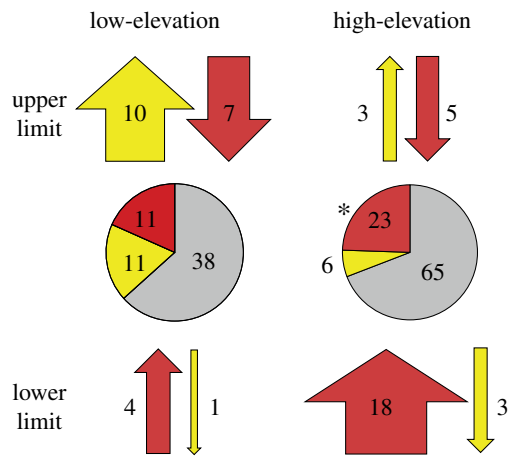 low-elevation high-elevation
upper
limit
10 7 3 5
11 11 38
* 23 6 65
lower
limit
4 1 18 3